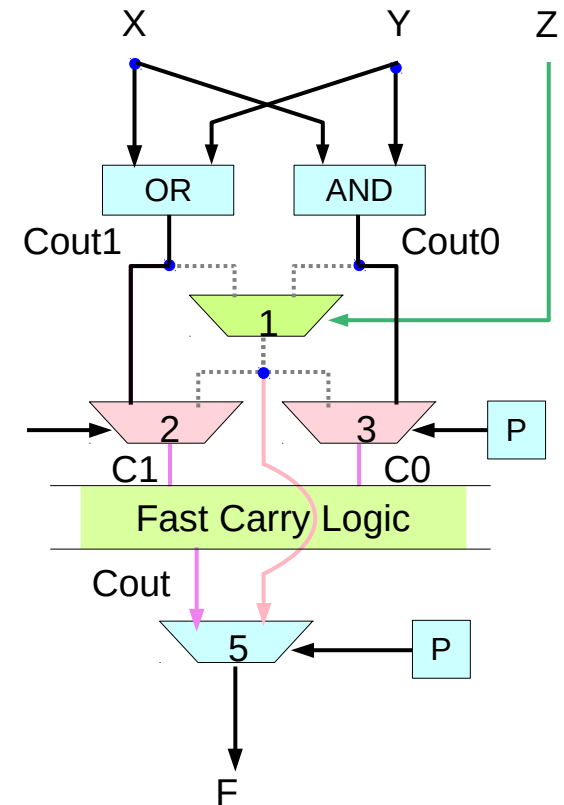 X Y Z
OR AND
Cout1 Cout0
1
2 3 P
C1 C0
Fast Carry Logic
Cout
5 P
F